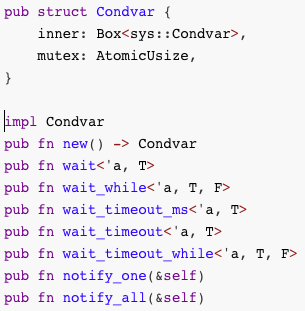 pub struct Condvar {
    inner: Box<sys::Condvar>,
    mutex: AtomicUsize,
}

impl Condvar
pub fn new() -> Condvar
pub fn wait<'a, T>
pub fn wait_while<'a, T, F>
pub fn wait_timeout_ms<'a, T>
pub fn wait_timeout<'a, T>
pub fn wait_timeout_while<'a, T, F>
pub fn notify_one(&self)
pub fn notify_all(&self)